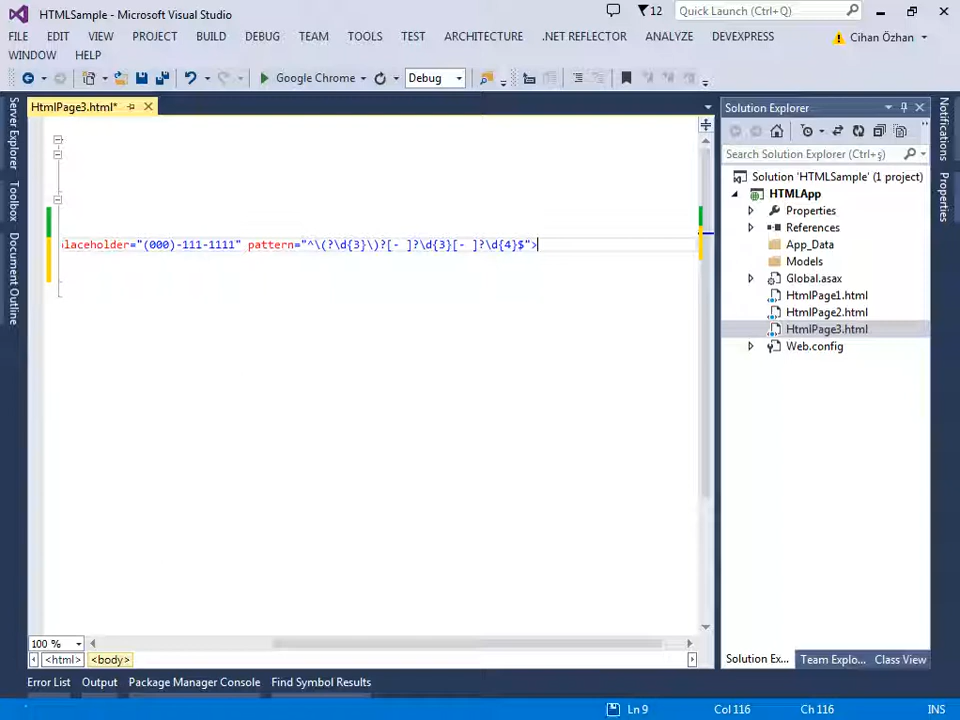 HTMLSample - Microsoft Visual Studio
12
Quick Launch (Ctrl+Q)
FILE EDIT VIEW PROJECT BUILD DEBUG TEAM TOOLS TEST ARCHITECTURE .NET REFLECTOR ANALYZE DEVEXPRESS
Cihan Özhan
WINDOW HELP
Google Chrome
Debug
HtmlPage3.html*
Server Explorer
Toolbox
Document Outline
laceholder="(000)-111-1111" pattern="^\(?\d{3}\)?[- ]?\d{3}[- ]?\d{4}$">
100 %
<html> <body>
Solution Explorer
Search Solution Explorer (Ctrl+ş)
Solution 'HTMLSample' (1 project)
HTMLApp
Properties
References
App_Data
Models
Global.asax
HtmlPage1.html
HtmlPage2.html
HtmlPage3.html
Web.config
Solution Ex... Team Explo... Class View
Notifications
Properties
Error List Output Package Manager Console Find Symbol Results
Ln 9 Col 116 Ch 116 INS